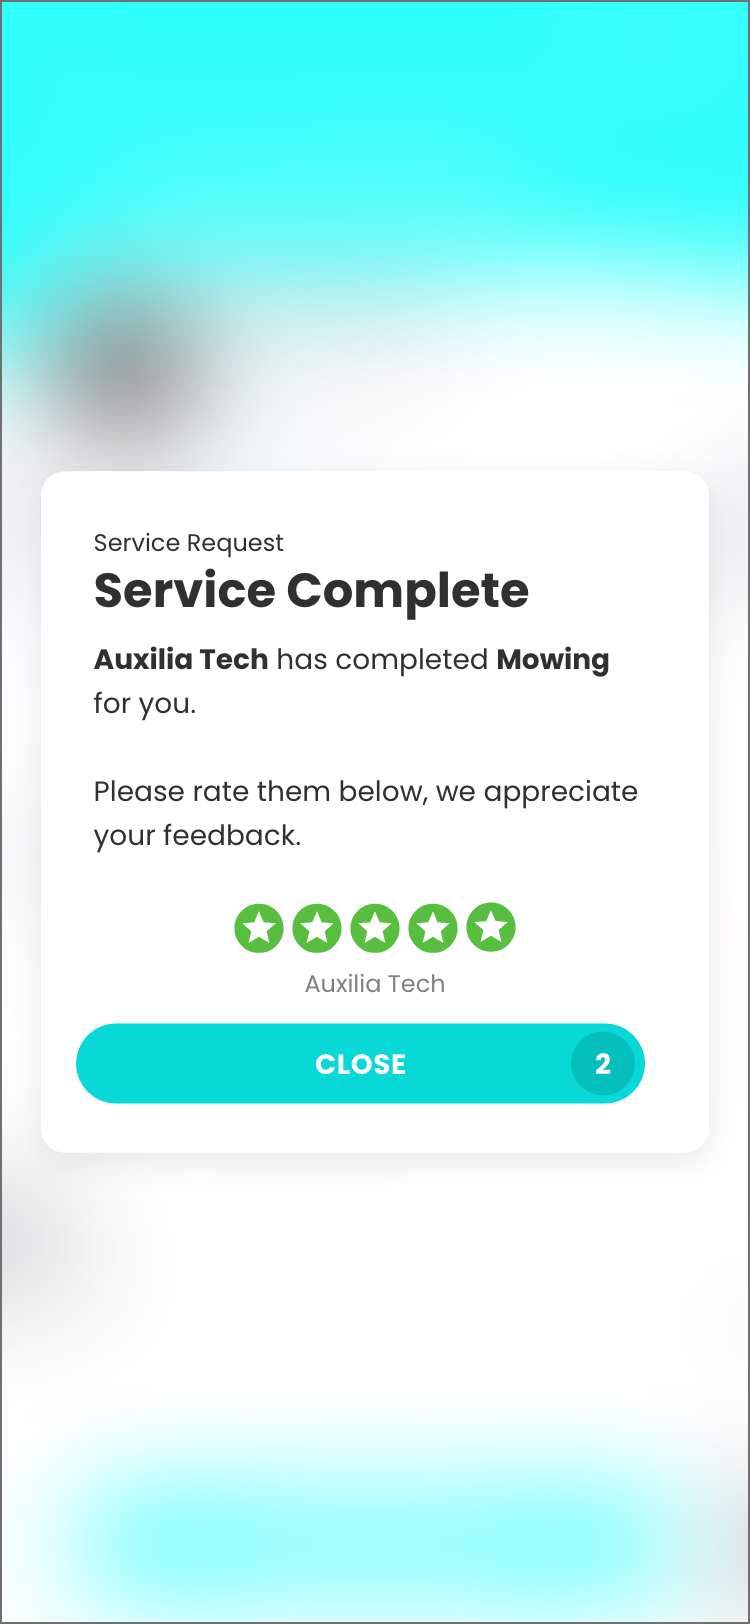 Service Request
Service Complete
Auxilia Tech has completed Mowing
for you.
Please rate them below, we appreciate
your feedback.
Auxilia Tech
CLOSE 2